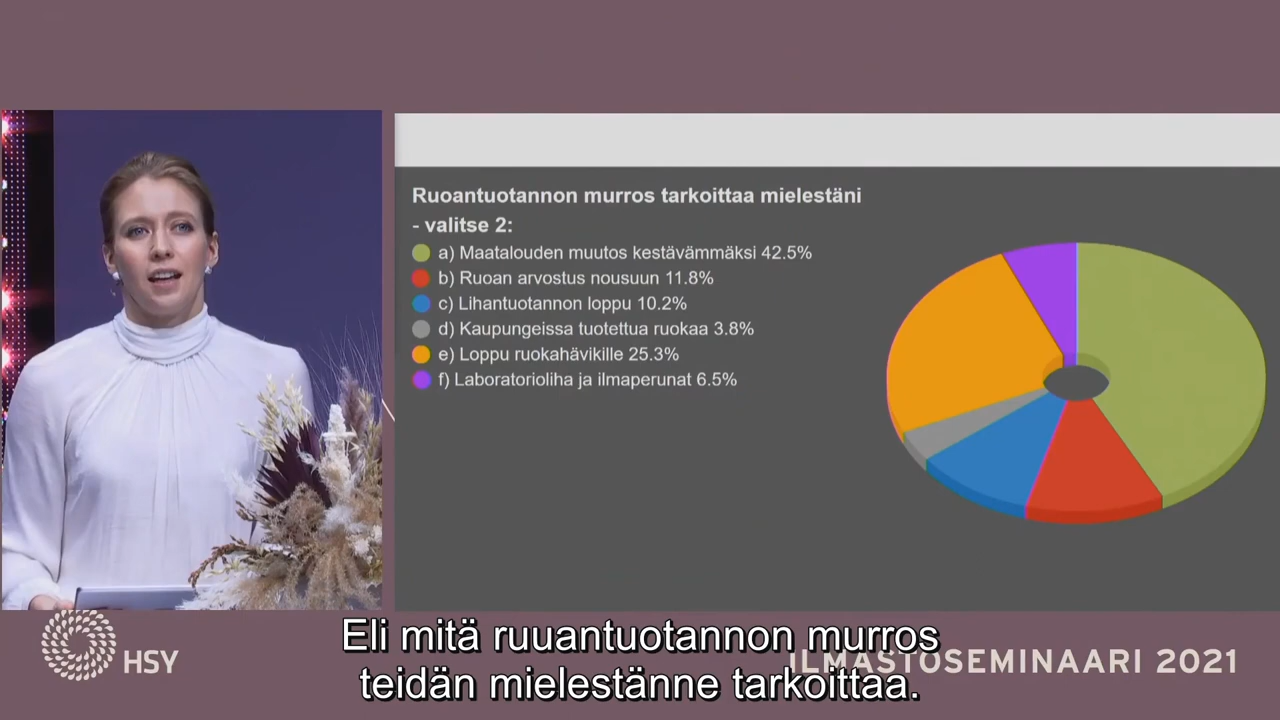 Ruoantuotannon murros tarkoittaa mielestäni
- valitse 2:
a) Maatalouden muutos kestävämmäksi 42.5%
b) Ruoan arvostus nousuun 11.8%
c) Lihantuotannon loppu 10.2%
d) Kaupungeissa tuotettua ruokaa 3.8%
e) Loppu ruokahävikille 25.3%
f) Laboratorioliha ja ilmaperunat 6.5%
HSY
ILMASTOSEMINAARI 2021
Eli mitä ruuantuotannon murros
teidän mielestänne tarkoittaa.